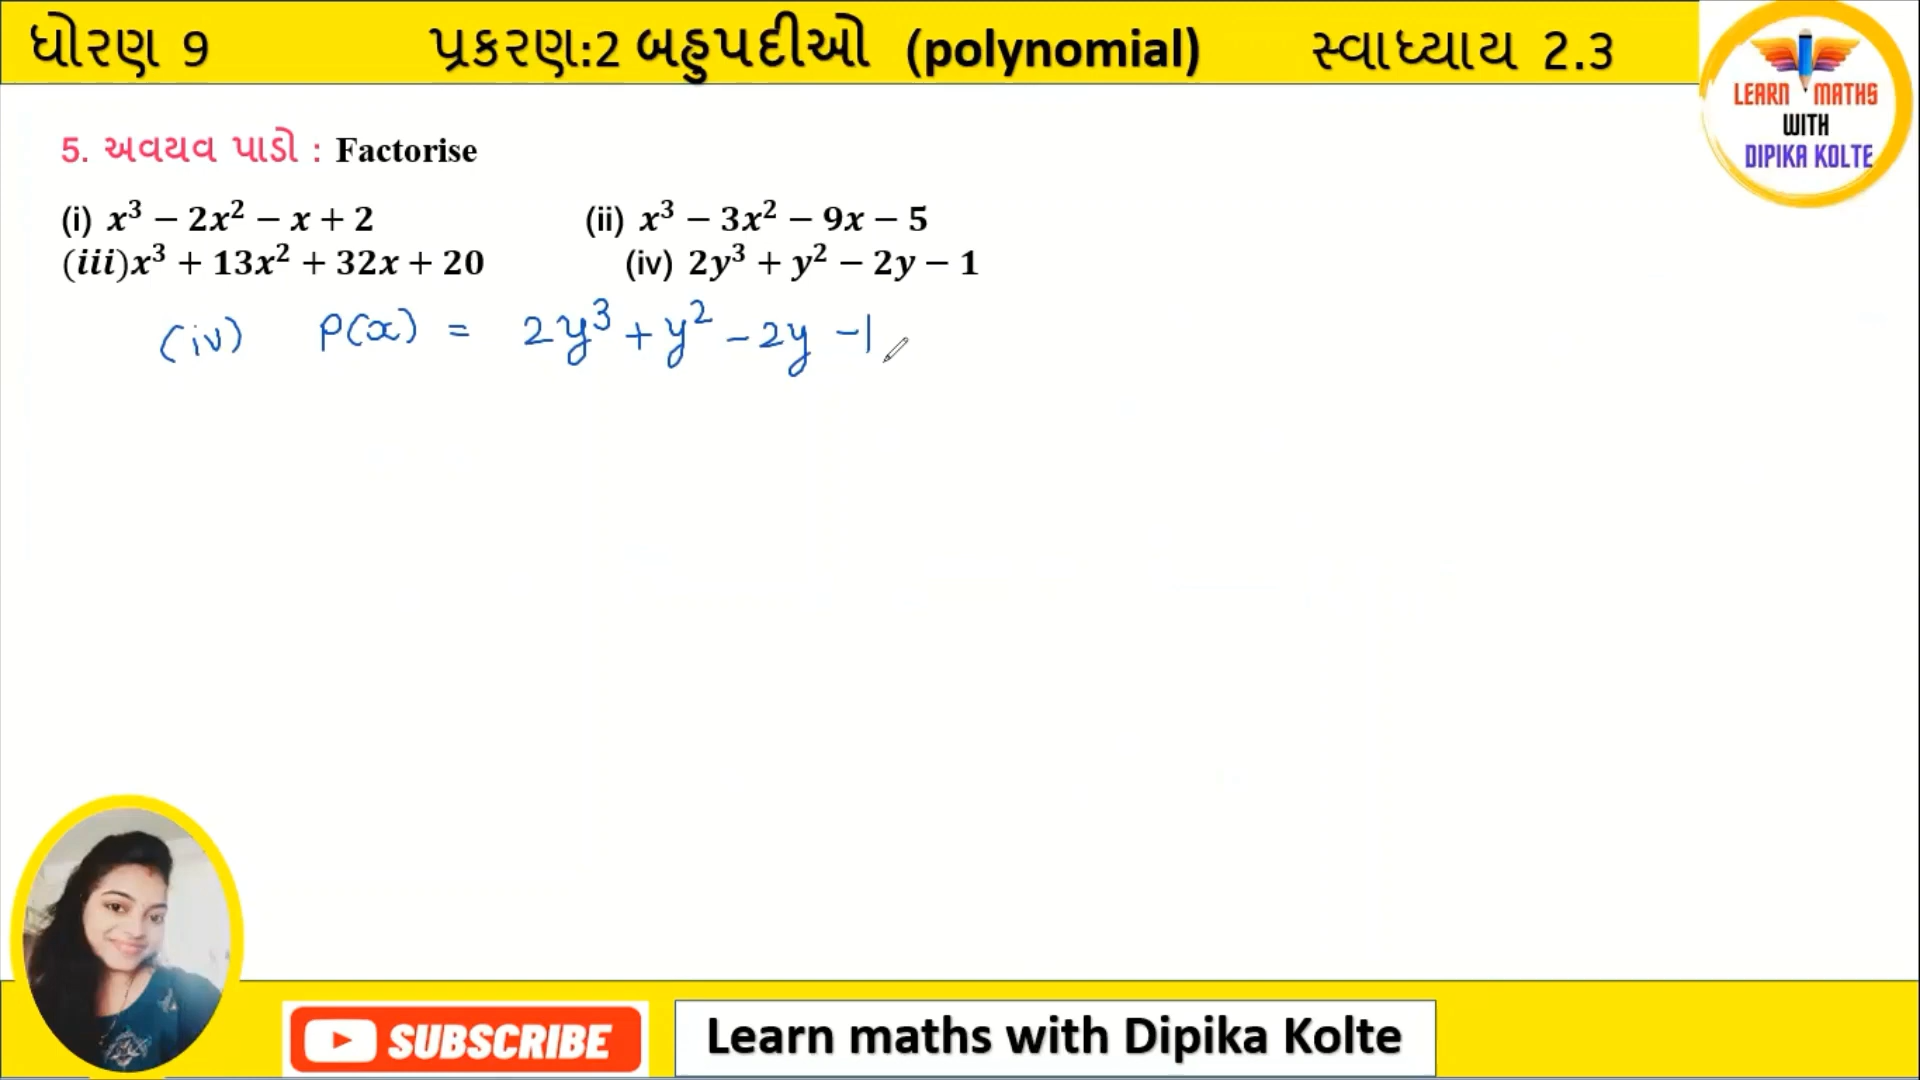 ધોરણ 9 પ્રકરણ:2 બહુપદીઓ (polynomial) સ્વાધ્યાય 2.3
LEARN MATHS
WITH
DIPIKA KOLTE
5. અવયવ પાડો : Factorise
(i) x³ − 2x² − x + 2 (ii) x³ − 3x² − 9x − 5
(iii)x³ + 13x² + 32x + 20 (iv) 2y³ + y² − 2y − 1
(iv) P(x) = 2y³ + y² − 2y − 1
SUBSCRIBE
Learn maths with Dipika Kolte